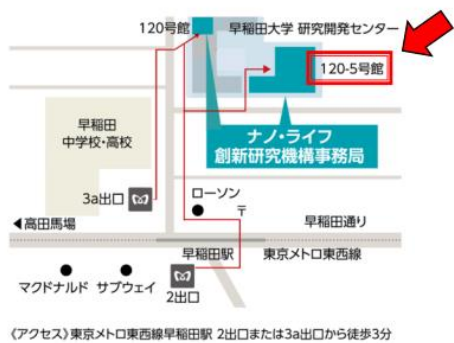 120号館
早稲田大学 研究開発センター
120-5号館
早稲田
中学校・高校
ナノ・ライフ
創新研究機構事務局
3a出口
ローソン
〒
◀高田馬場
早稲田通り
早稲田駅
東京メトロ東西線
マクドナルド
サブウェイ
2出口
《アクセス》東京メトロ東西線早稲田駅 2出口または3a出口から徒歩3分